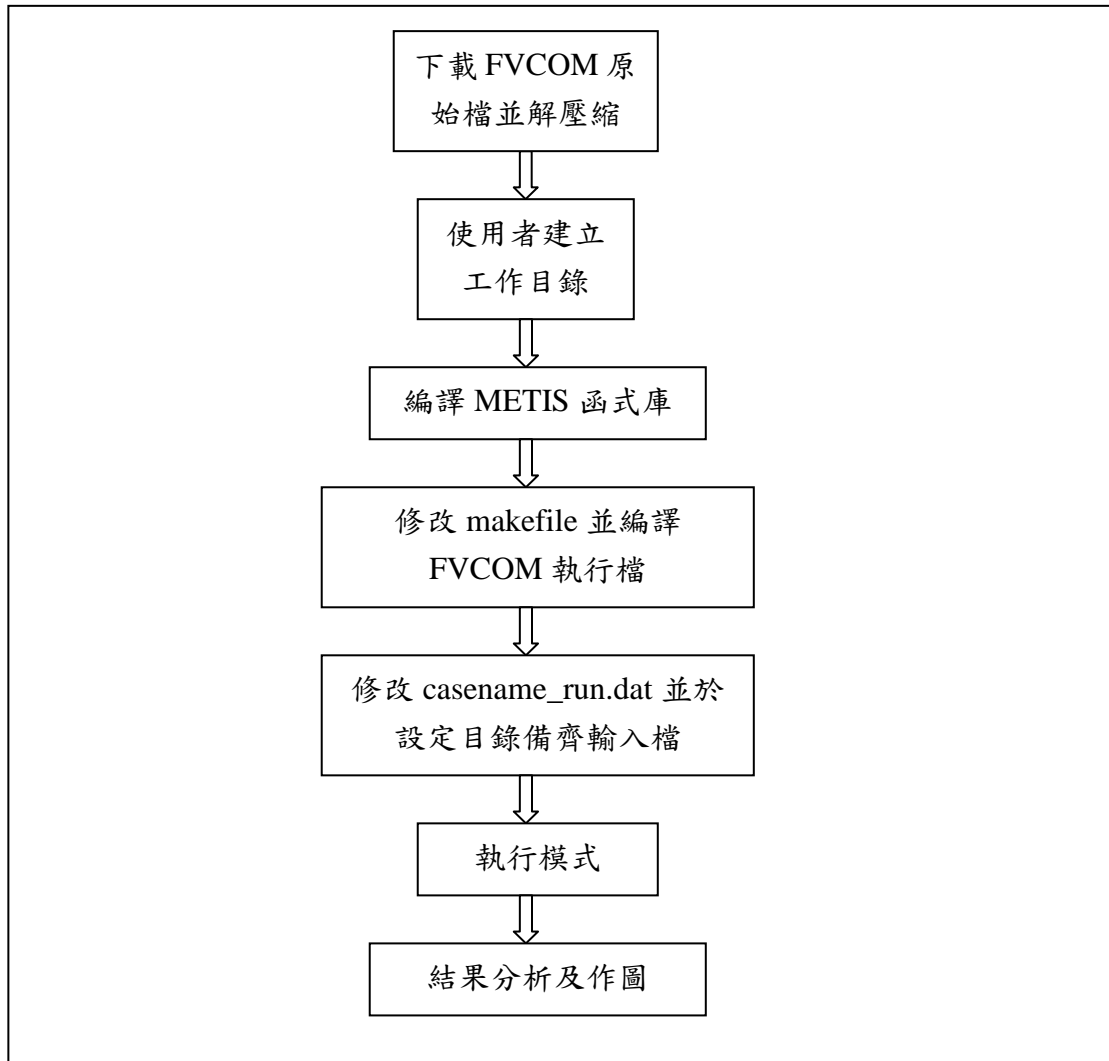 下載 FVCOM 原
始檔並解壓縮
使用者建立
工作目錄
編譯 METIS 函式庫
修改 makefile 並編譯
FVCOM 執行檔
修改 casename_run.dat 並於
設定目錄備齊輸入檔
執行模式
結果分析及作圖